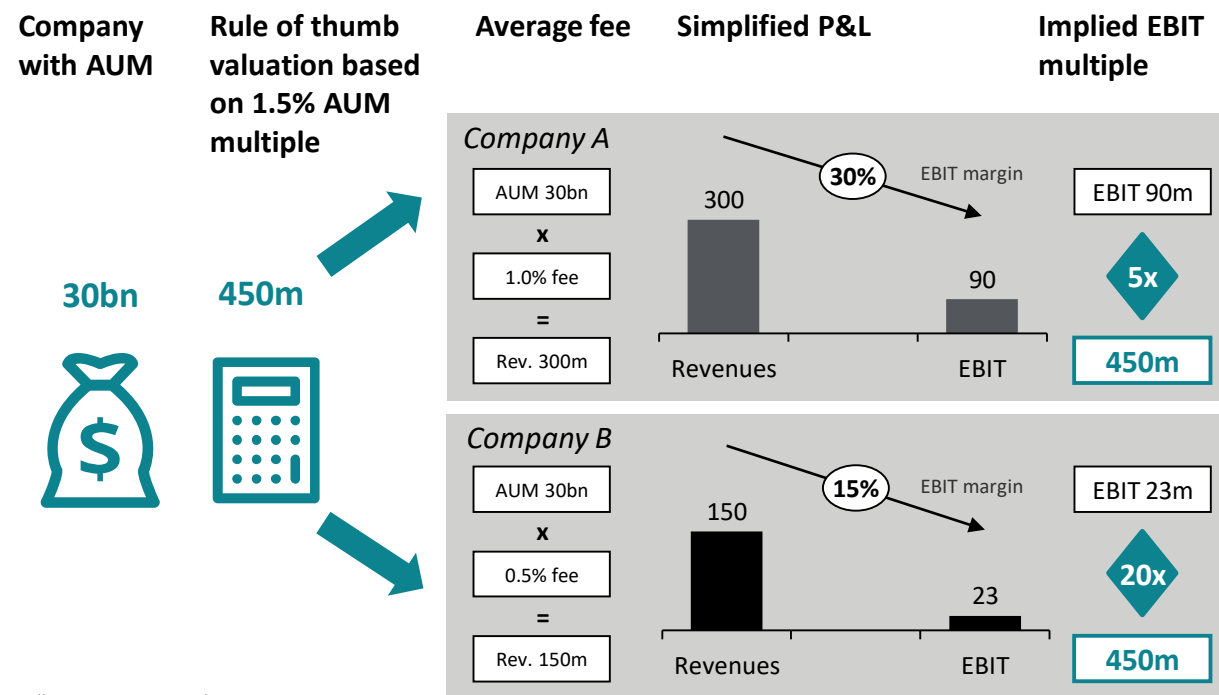 Company
with AUM
Rule of thumb
valuation based
on 1.5% AUM
multiple
Average fee
Simplified P&L
Implied EBIT
multiple
30bn
$
450m
Company A
AUM 30bn
x
1.0% fee
=
Rev. 300m
30%
EBIT margin
300
90
Revenues
EBIT
EBIT 90m
5x
450m
Company B
AUM 30bn
x
0.5% fee
=
Rev. 150m
15%
EBIT margin
150
23
Revenues
EBIT
EBIT 23m
20x
450m